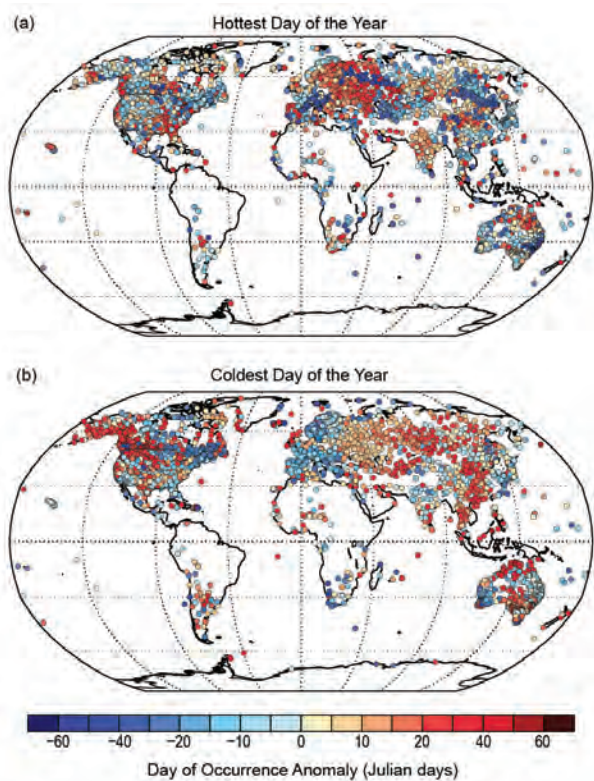 (a)
Hottest Day of the Year
(b)
Coldest Day of the Year
−60 −40 −20 −10 0 10 20 40 60
Day of Occurrence Anomaly (Julian days)